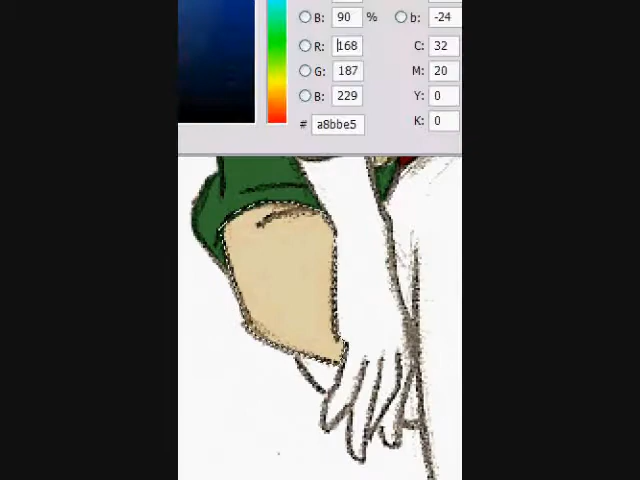 B: 90 % b: -24
R: 168 C: 32
G: 187 M: 20
B: 229 Y: 0
# a8bbe5 K: 0